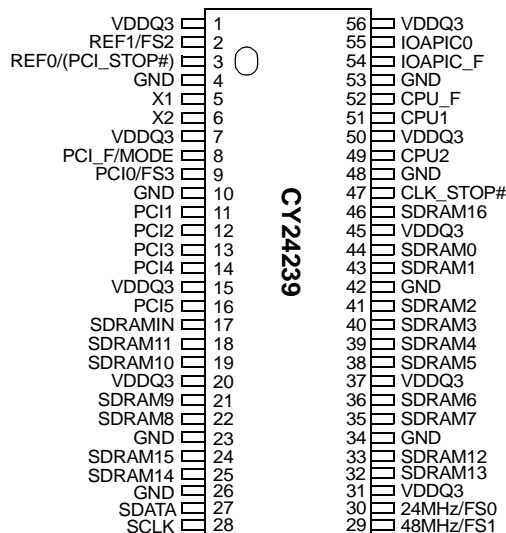 VDDQ3 1 56 VDDQ3
REF1/FS2 2 55 IOAPIC0
REF0/(PCI_STOP#) 3 54 IOAPIC_F
GND 4 53 GND
X1 5 52 CPU_F
X2 6 51 CPU1
VDDQ3 7 50 VDDQ3
PCI_F/MODE 8 49 CPU2
PCI0/FS3 9 48 GND
GND 10 47 CLK_STOP#
PCI1 11 46 SDRAM16
PCI2 12 45 VDDQ3
PCI3 13 44 SDRAM0
PCI4 14 43 SDRAM1
VDDQ3 15 42 GND
PCI5 16 41 SDRAM2
SDRAMIN 17 40 SDRAM3
SDRAM11 18 39 SDRAM4
SDRAM10 19 38 SDRAM5
VDDQ3 20 37 VDDQ3
SDRAM9 21 36 SDRAM6
SDRAM8 22 35 SDRAM7
GND 23 34 GND
SDRAM15 24 33 SDRAM12
SDRAM14 25 32 SDRAM13
GND 26 31 VDDQ3
SDATA 27 30 24MHz/FS0
SCLK 28 29 48MHz/FS1
CY24239